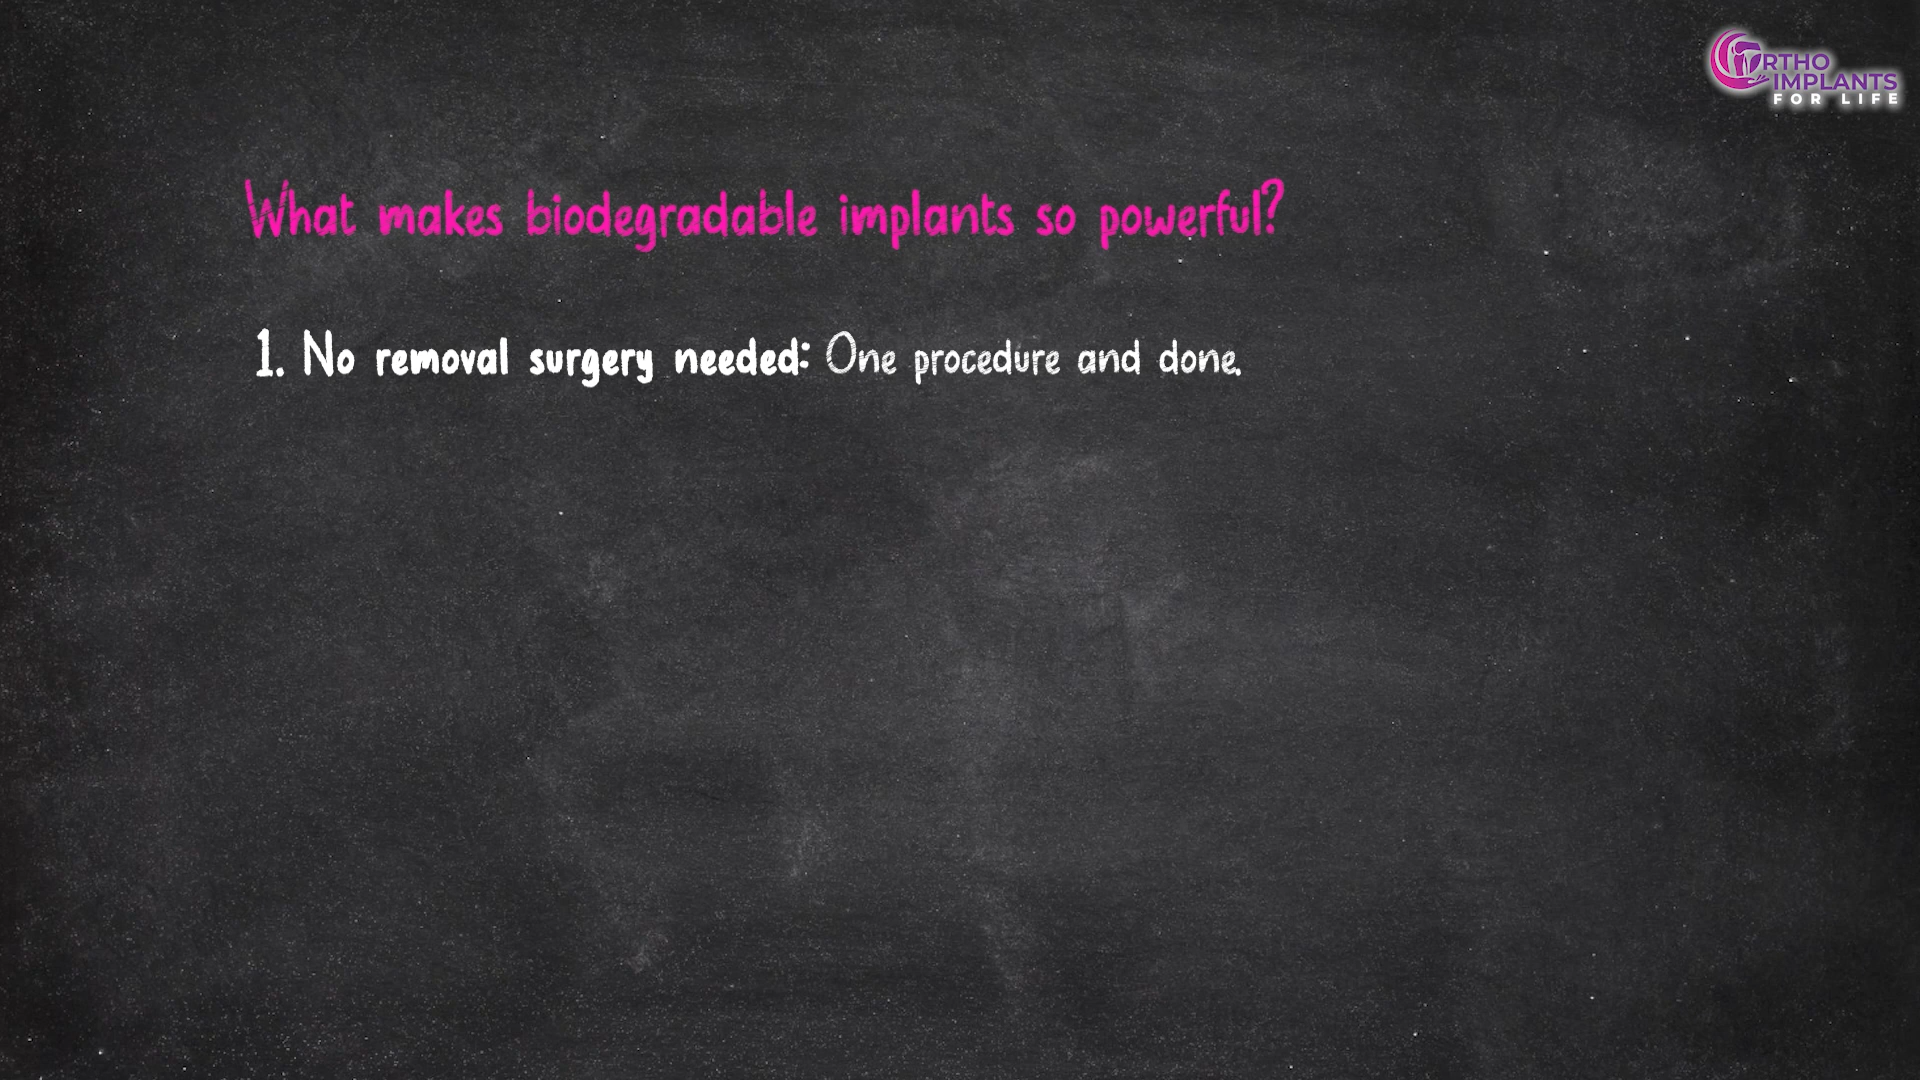 ORTHO
IMPLANTS
FOR LIFE
What makes biodegradable implants so powerful?
1. No removal surgery needed: One procedure and done.